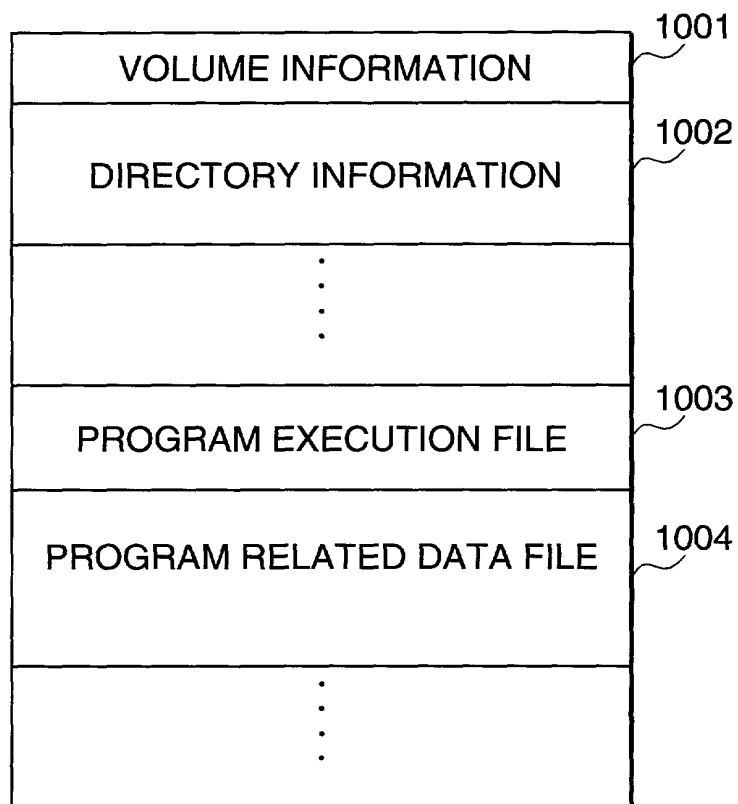 1001
VOLUME INFORMATION
1002
DIRECTORY INFORMATION
1003
PROGRAM EXECUTION FILE
1004
PROGRAM RELATED DATA FILE